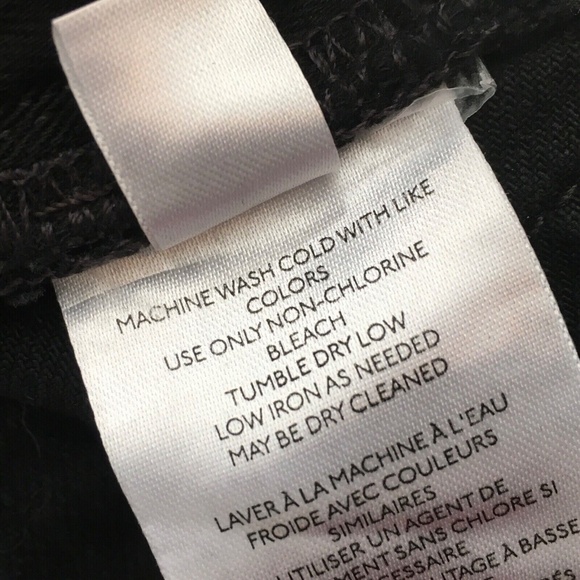 MACHINE WASH COLD WITH LIKE
COLORS
USE ONLY NON-CHLORINE
BLEACH
TUMBLE DRY LOW
LOW IRON AS NEEDED
MAY BE DRY CLEANED
LAVER À LA MACHINE À L'EAU
FROIDE AVEC COULEURS
SIMILAIRES
UTILISER UN AGENT DE
SANS CHLORE SI
À BASSE